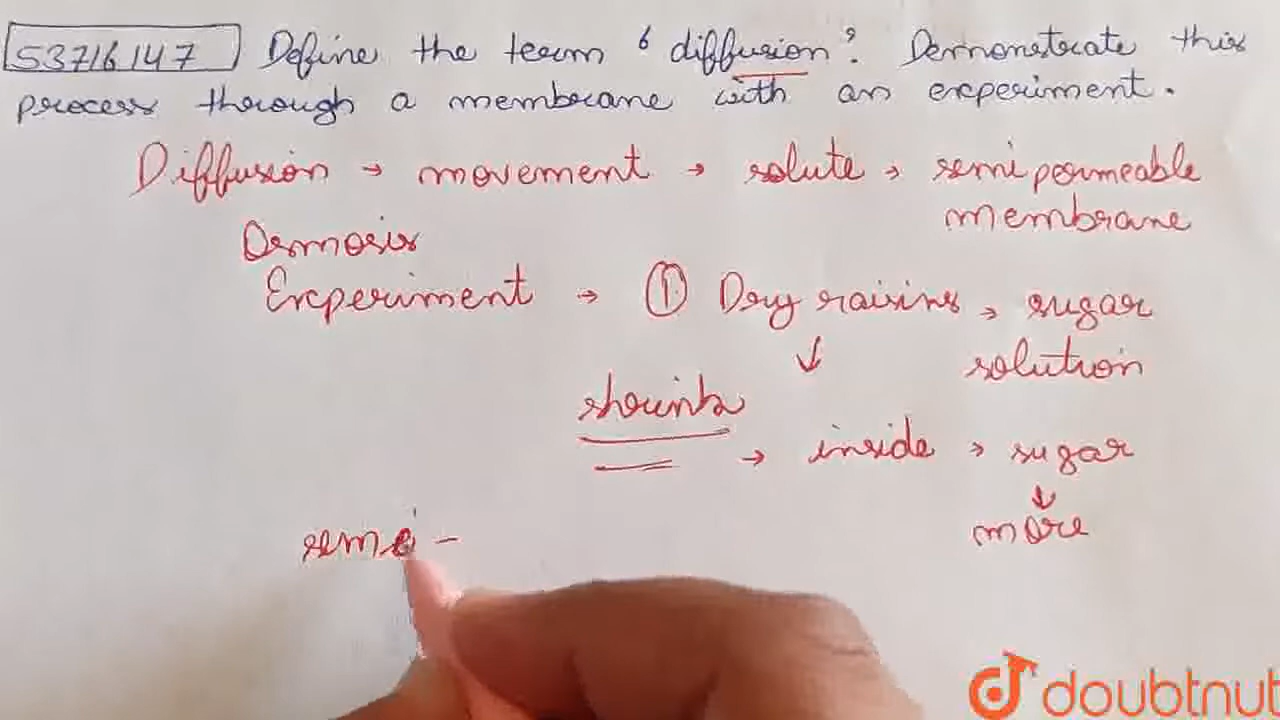 53716147 Define the term ' diffusion'. Demonstrate this
process through a membrane with an experiment.
Diffusion → movement → solute → semi permeable
membrane
Osmosis
Experiment → ① Dry raisins → sugar
↓ solution
shrinks
→ inside → sugar
↓
more
semi -
doubtnut